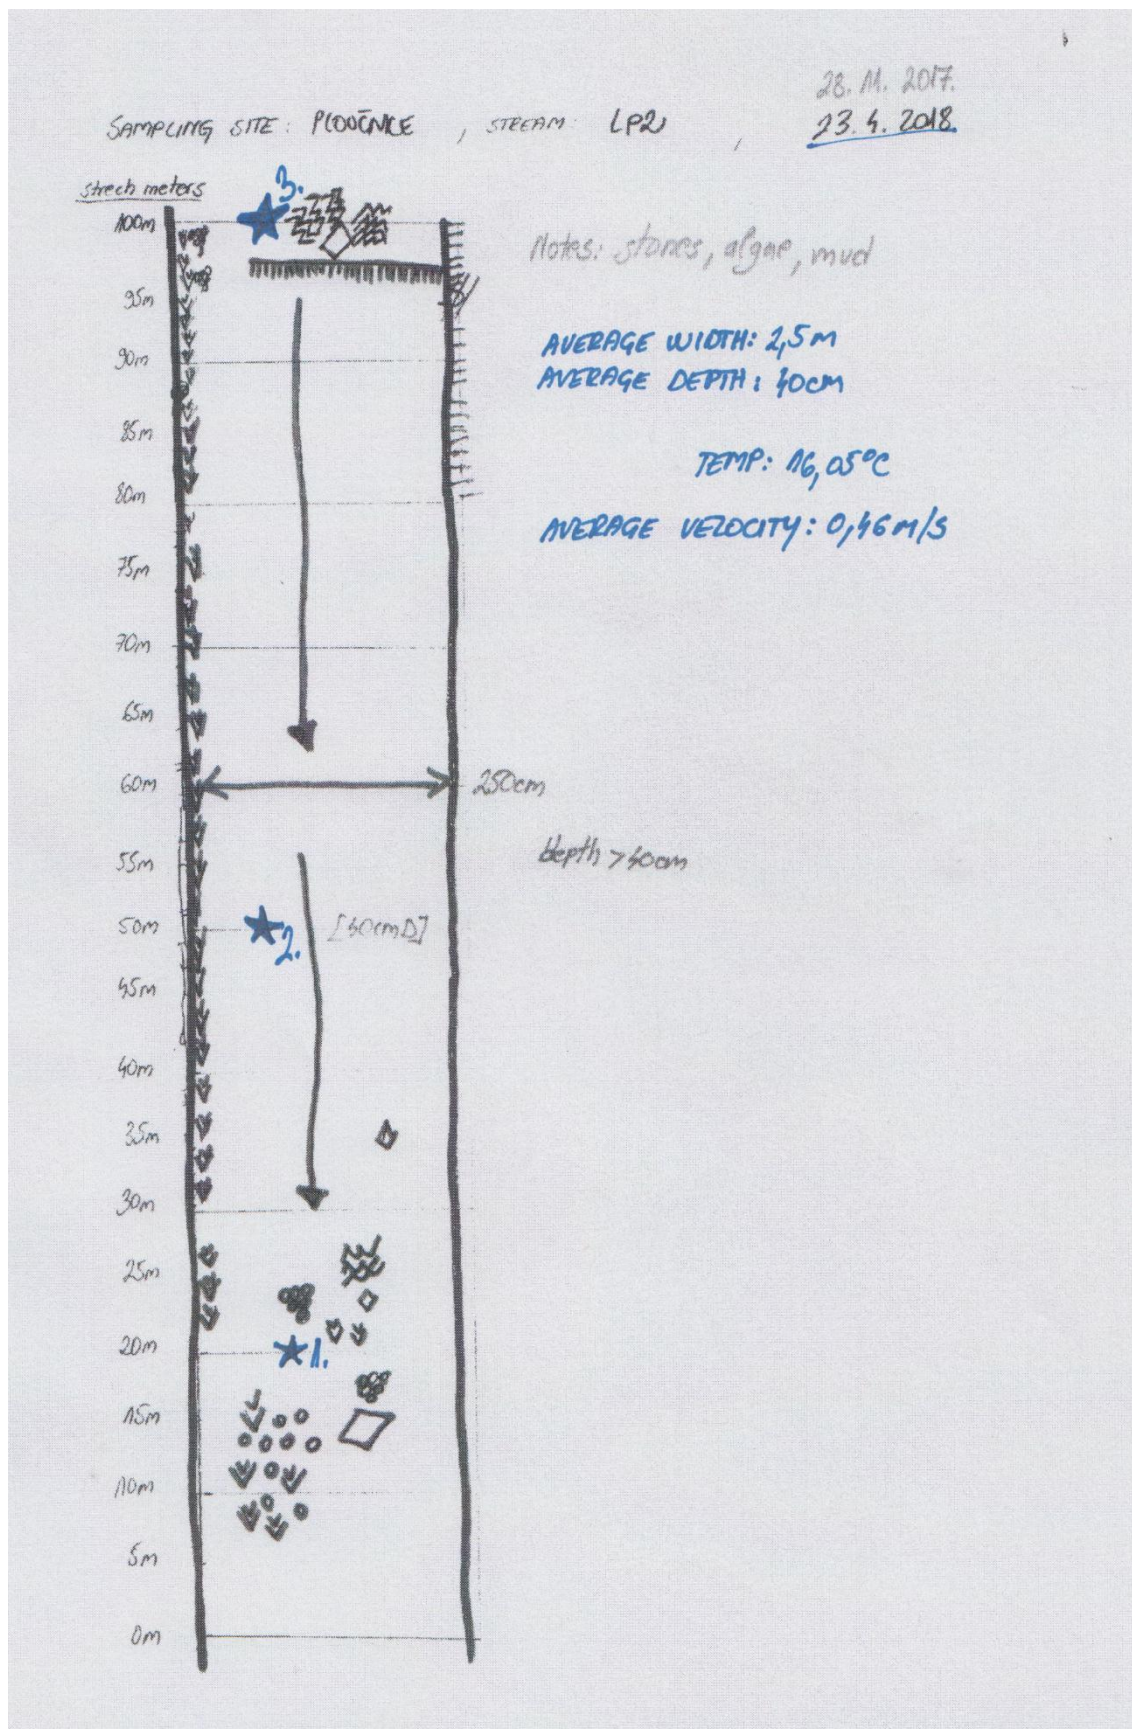 28. 11. 2017.
SAMPLING SITE: PLOUČNICE, STREAM: LP2, 23. 4. 2018.
strech meters
3.
100m
Notes: stones, algae, mud
95m
AVERAGE WIDTH: 2,5m
90m
AVERAGE DEPTH: 40cm
85m
TEMP: 16,05°C
80m
AVERAGE VELOCITY: 0,46 m/s
75m
70m
65m
60m
250cm
55m
depth >40cm
50m
[40cmD]
2.
45m
40m
35m
30m
25m
20m
1.
15m
10m
5m
0m